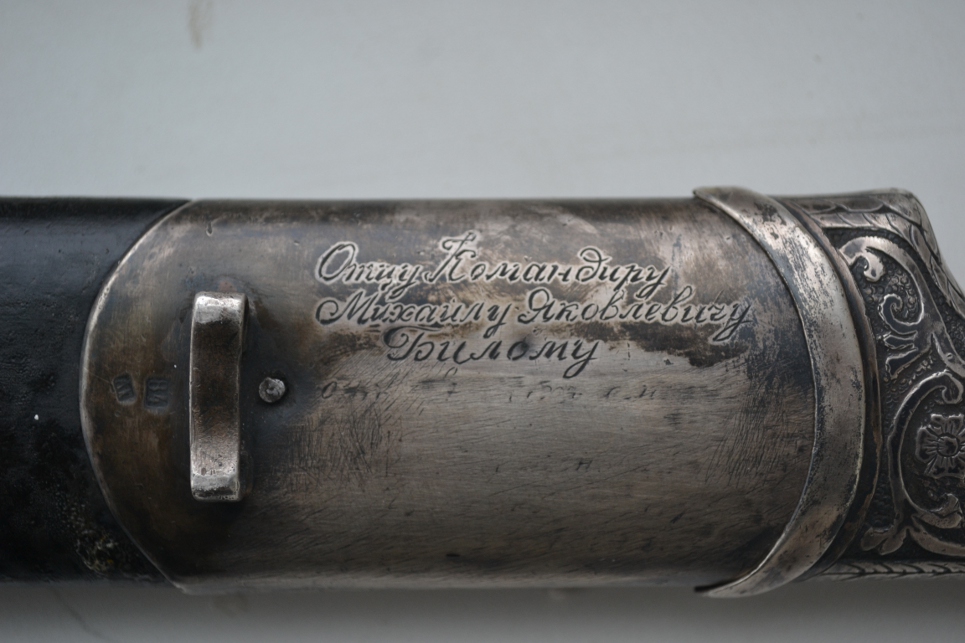 Отцу Командиру
Михаилу Яковлевичу
Билому